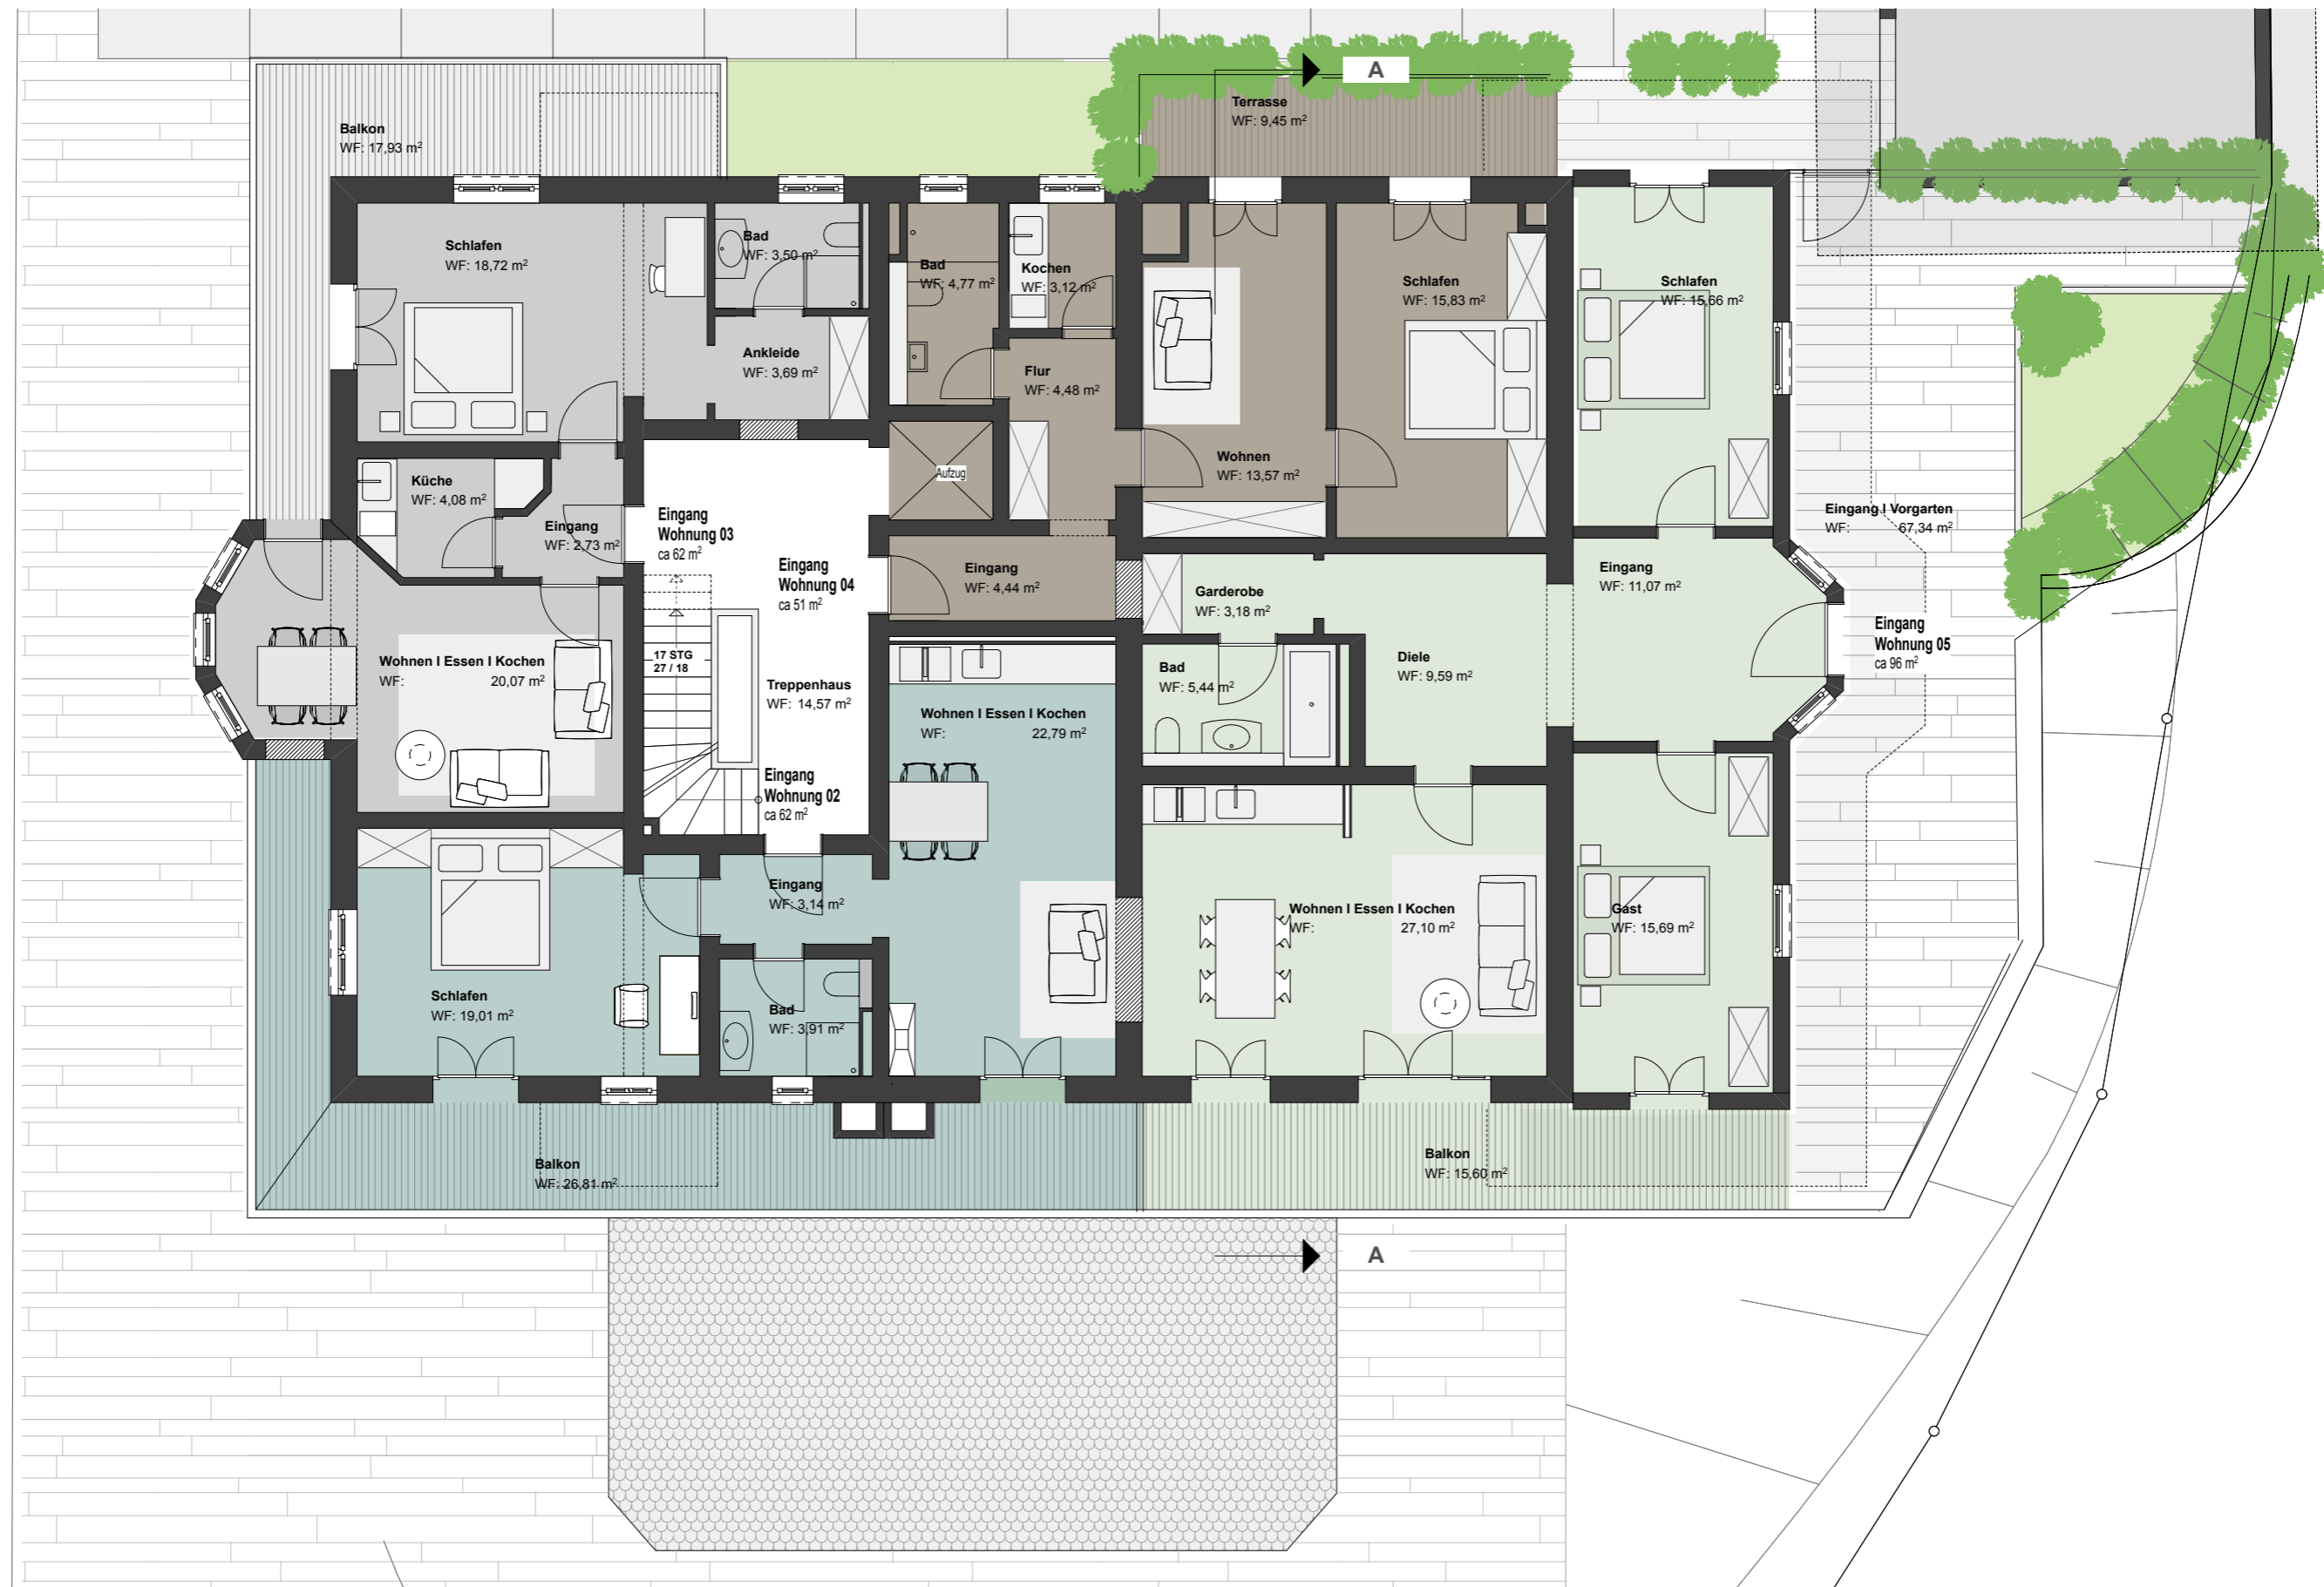 A
Terrasse
WF: 9,45 m²
Balkon
WF: 17,93 m²
Schlafen
WF: 18,72 m²
Bad
WF: 3,50 m²
Bad
WF: 4,77 m²
Kochen
WF: 3,12 m²
Schlafen
WF: 15,83 m²
Schlafen
WF: 15,66 m²
Ankleide
WF: 3,69 m²
Flur
WF: 4,48 m²
Küche
WF: 4,08 m²
Aufzug
Wohnen
WF: 13,57 m²
Eingang
WF: 2,73 m²
Eingang
Wohnung 03
ca 62 m²
Eingang I Vorgarten
WF: 67,34 m²
Eingang
Wohnung 04
ca 51 m²
Eingang
WF: 4,44 m²
Garderobe
WF: 3,18 m²
Eingang
WF: 11,07 m²
Eingang
Wohnung 05
ca 96 m²
Wohnen I Essen I Kochen
WF: 20,07 m²
17 STG
27 / 18
Treppenhaus
WF: 14,57 m²
Bad
WF: 5,44 m²
Diele
WF: 9,59 m²
Wohnen I Essen I Kochen
WF: 22,79 m²
Eingang
Wohnung 02
ca 62 m²
Eingang
WF: 3,14 m²
Wohnen I Essen I Kochen
WF: 27,10 m²
Gast
WF: 15,69 m²
Schlafen
WF: 19,01 m²
Bad
WF: 3,91 m²
Balkon
WF: 26,81 m²
Balkon
WF: 15,60 m²
A